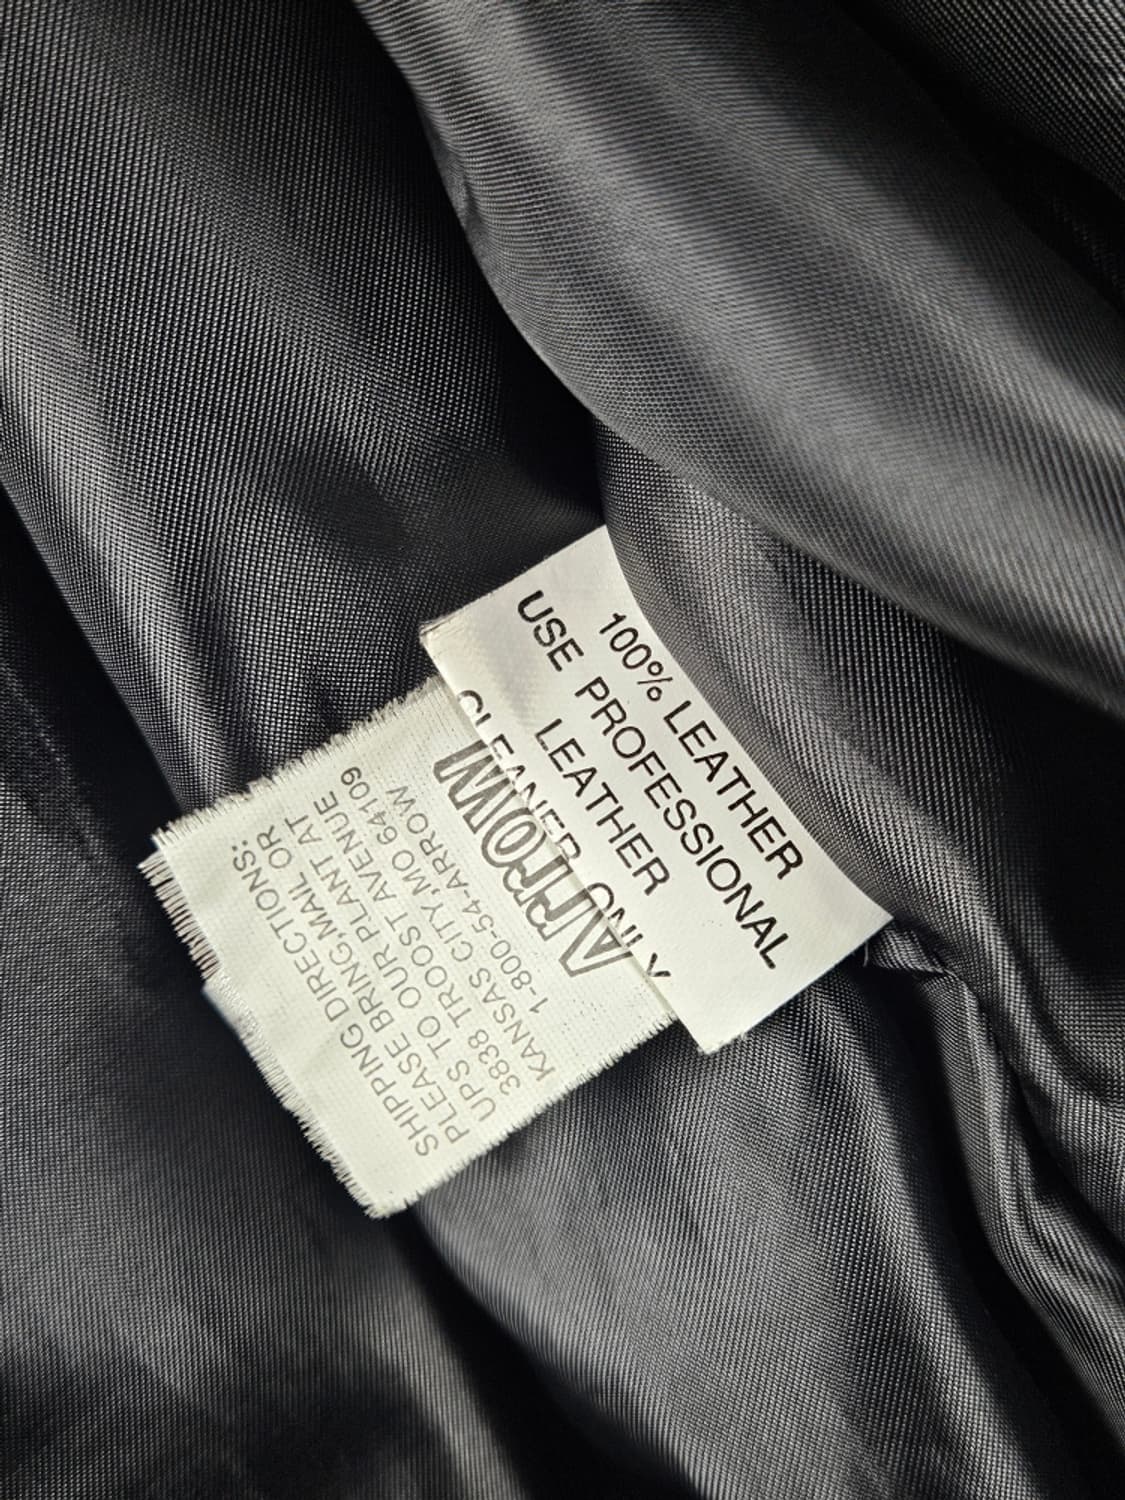 100% LEATHER
USE PROFESSIONAL
LEATHER
CLEANER ONLY
Arrow
1-800-54-ARROW
KANSAS CITY,MO 64109
3838 TROOST AVENUE
UPS TO OUR PLANT AT
PLEASE BRING,MAIL OR
SHIPPING DIRECTIONS: